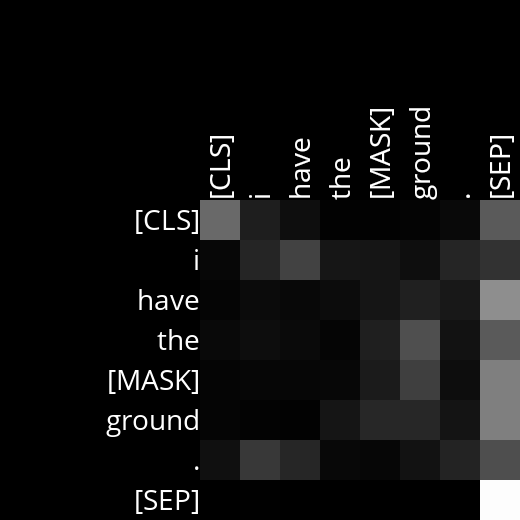 [CLS] i have the [MASK] ground . [SEP]
[CLS]
i
have
the
[MASK]
ground
.
[SEP]